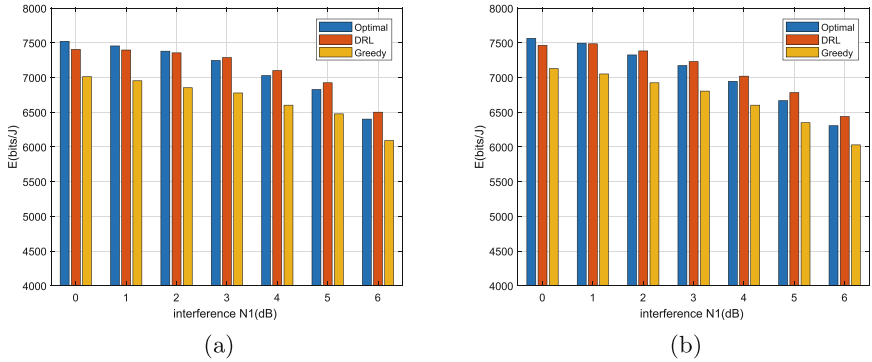 8000
7500
7000
6500
6000
5500
5000
4500
4000
E(bits/J)
Optimal
DRL
Greedy
0 1 2 3 4 5 6
interference N1(dB)
(a)
8000
7500
7000
6500
6000
5500
5000
4500
4000
E(bits/J)
Optimal
DRL
Greedy
0 1 2 3 4 5 6
interference N1(dB)
(b)